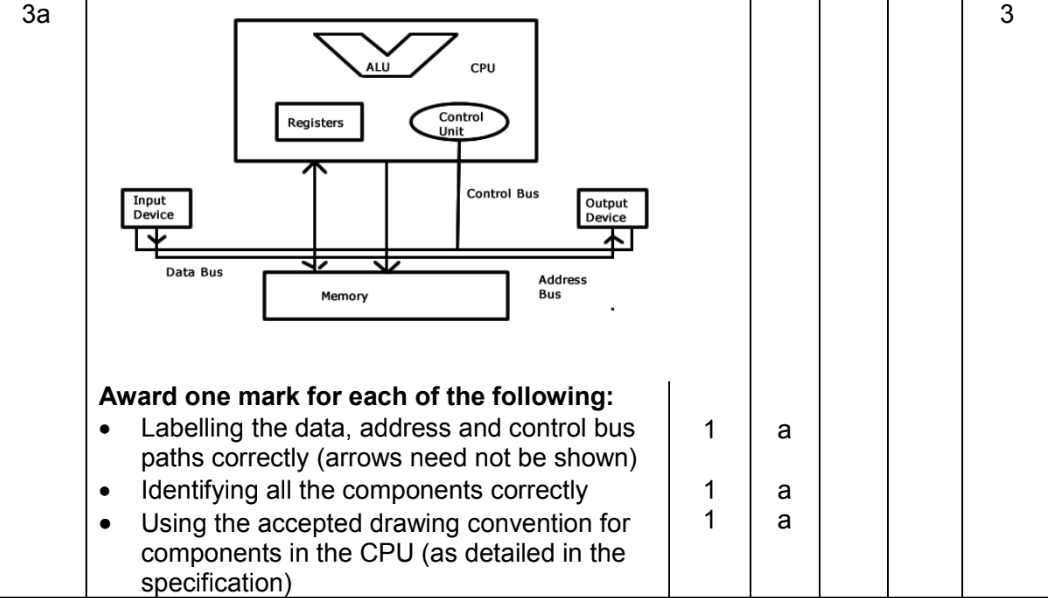 3a
3
ALU
CPU
Registers
Control
Unit
Control Bus
Input
Device
Output
Device
Data Bus
Address
Bus
Memory
Award one mark for each of the following:
• Labelling the data, address and control bus 1 a
paths correctly (arrows need not be shown)
• Identifying all the components correctly 1 a
• Using the accepted drawing convention for 1 a
components in the CPU (as detailed in the
specification)